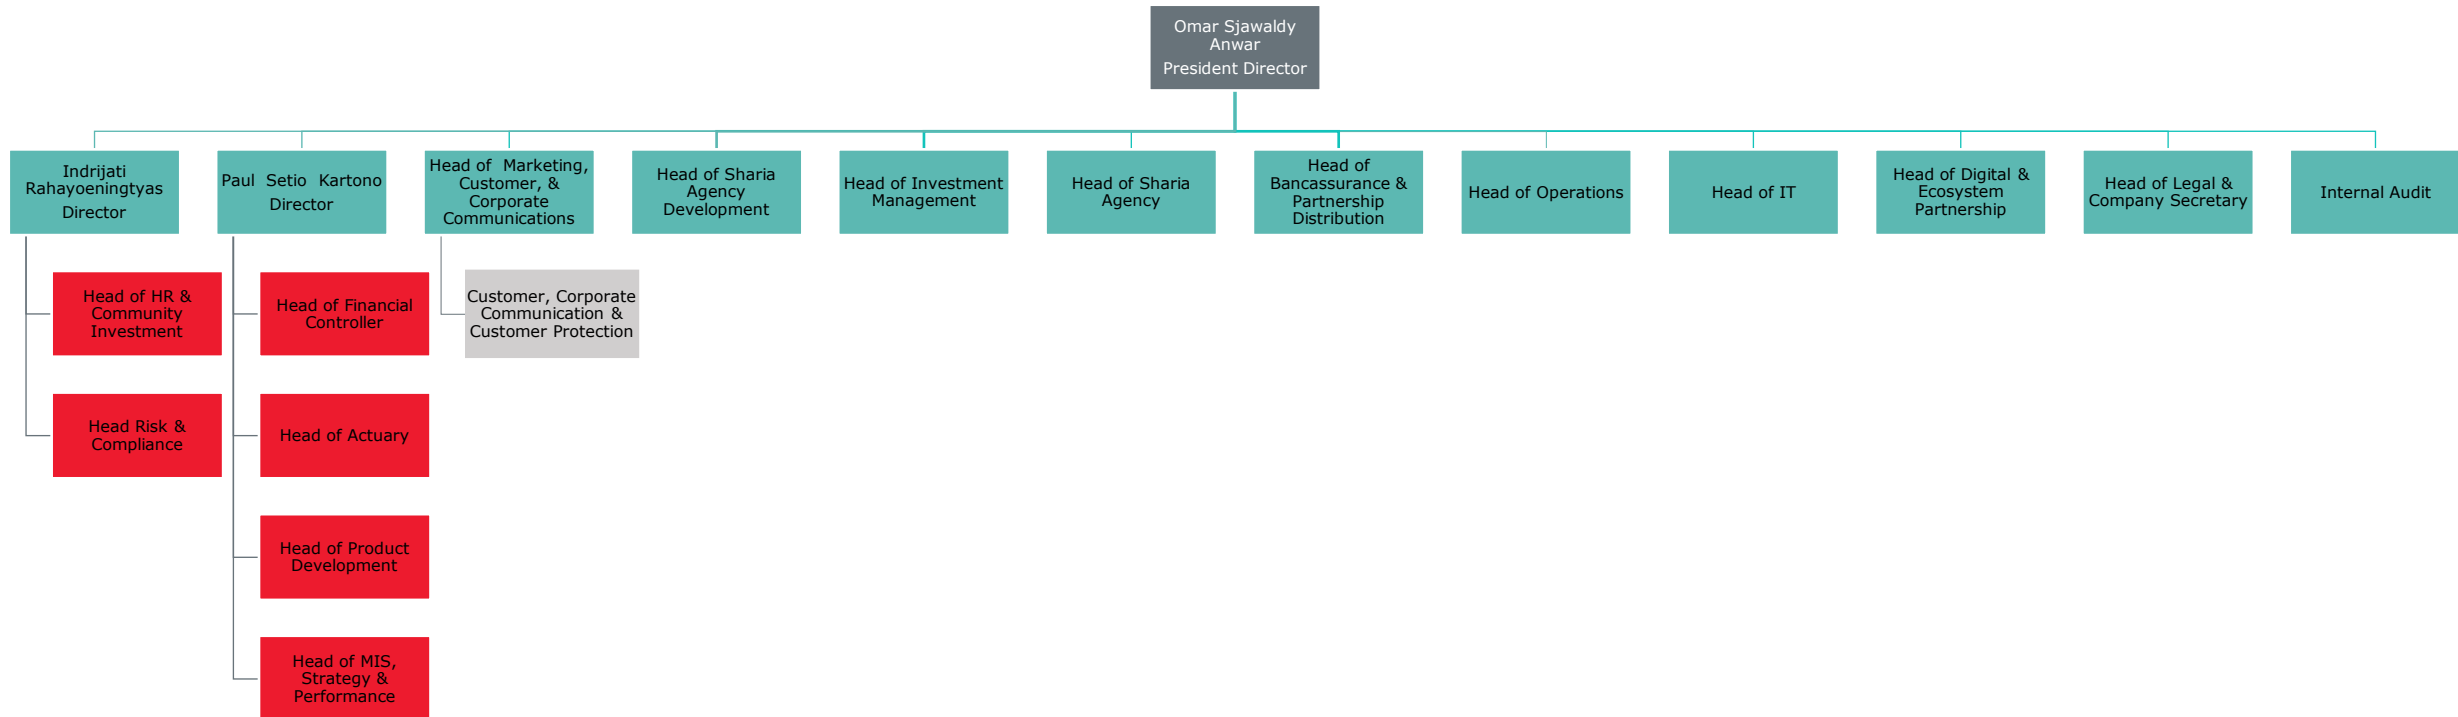 Omar Sjawaldy
Anwar
President Director
Indrijati
Rahayoeningtyas
Director
Paul Setio Kartono
Director
Head of Marketing,
Customer, &
Corporate
Communications
Head of Sharia
Agency
Development
Head of Investment
Management
Head of Sharia
Agency
Head of
Bancassurance &
Partnership
Distribution
Head of Operations
Head of IT
Head of Digital &
Ecosystem
Partnership
Head of Legal &
Company Secretary
Internal Audit
Head of HR &
Community
Investment
Head of Financial
Controller
Customer, Corporate
Communication &
Customer Protection
Head Risk &
Compliance
Head of Actuary
Head of Product
Development
Head of MIS,
Strategy &
Performance